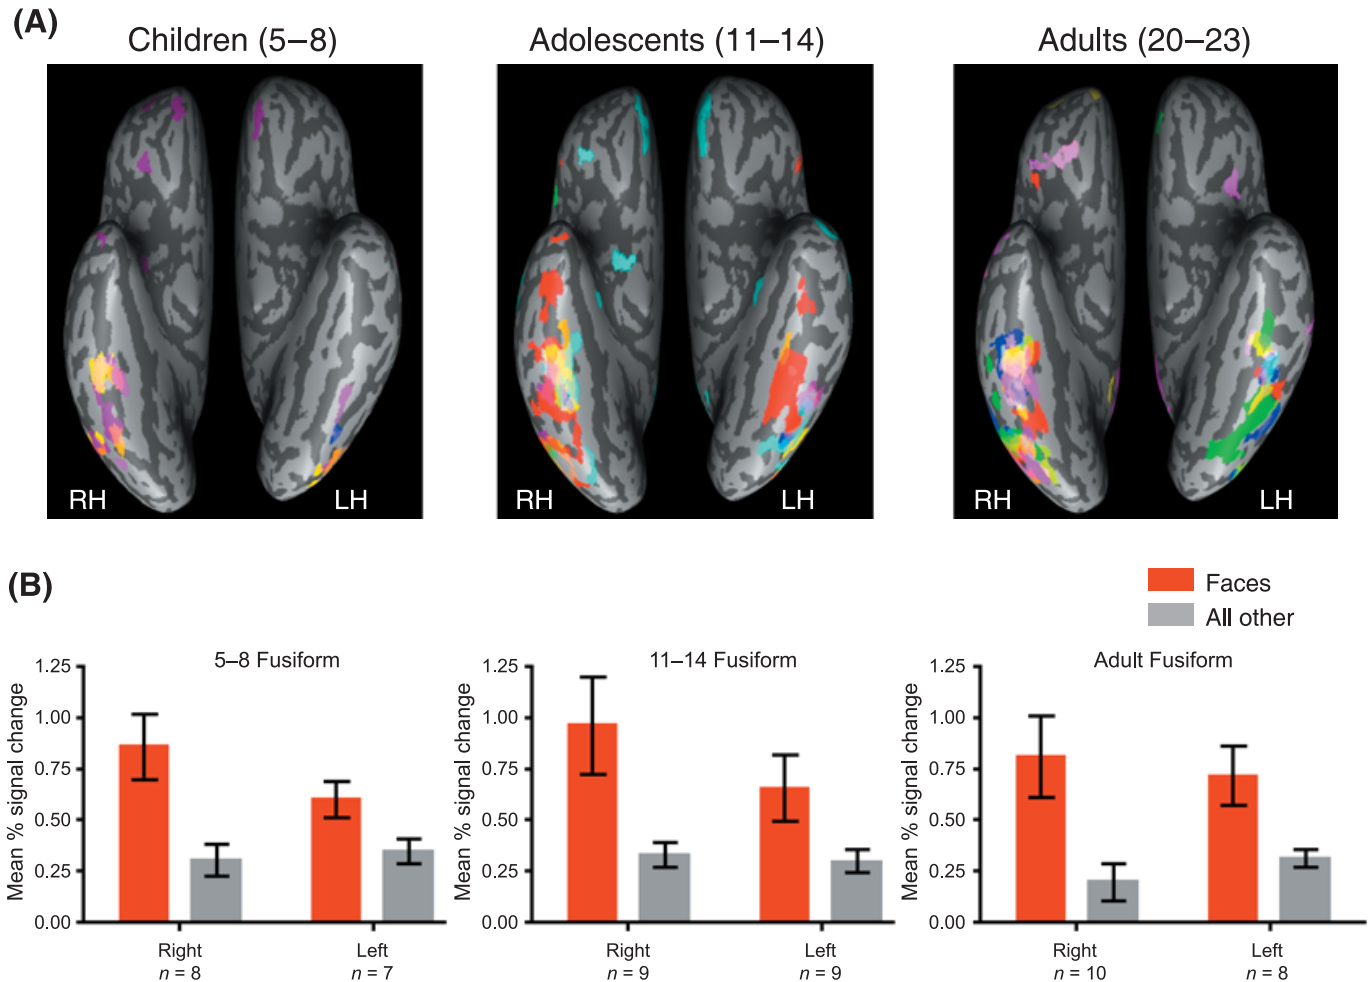 (A)
Children (5–8)
Adolescents (11–14)
Adults (20–23)
RH
LH
RH
LH
RH
LH
(B)
Faces
All other
5–8 Fusiform
Mean % signal change
1.25
1.00
0.75
0.50
0.25
0.00
Right
n = 8
Left
n = 7
11–14 Fusiform
Mean % signal change
1.25
1.00
0.75
0.50
0.25
0.00
Right
n = 9
Left
n = 9
Adult Fusiform
Mean % signal change
1.25
1.00
0.75
0.50
0.25
0.00
Right
n = 10
Left
n = 8